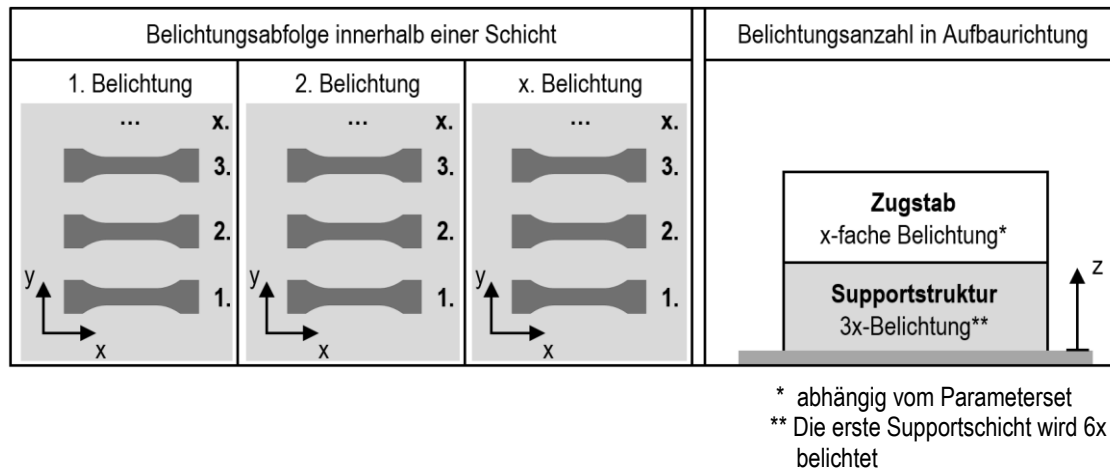 Belichtungsabfolge innerhalb einer Schicht
Belichtungsanzahl in Aufbaurichtung
1. Belichtung
2. Belichtung
x. Belichtung
... x.
3.
2.
1.
y
x
... x.
3.
2.
1.
y
x
... x.
3.
2.
1.
y
x
Zugstab
x-fache Belichtung*
Supportstruktur
3x-Belichtung**
z
* abhängig vom Parameterset
** Die erste Supportschicht wird 6x
belichtet